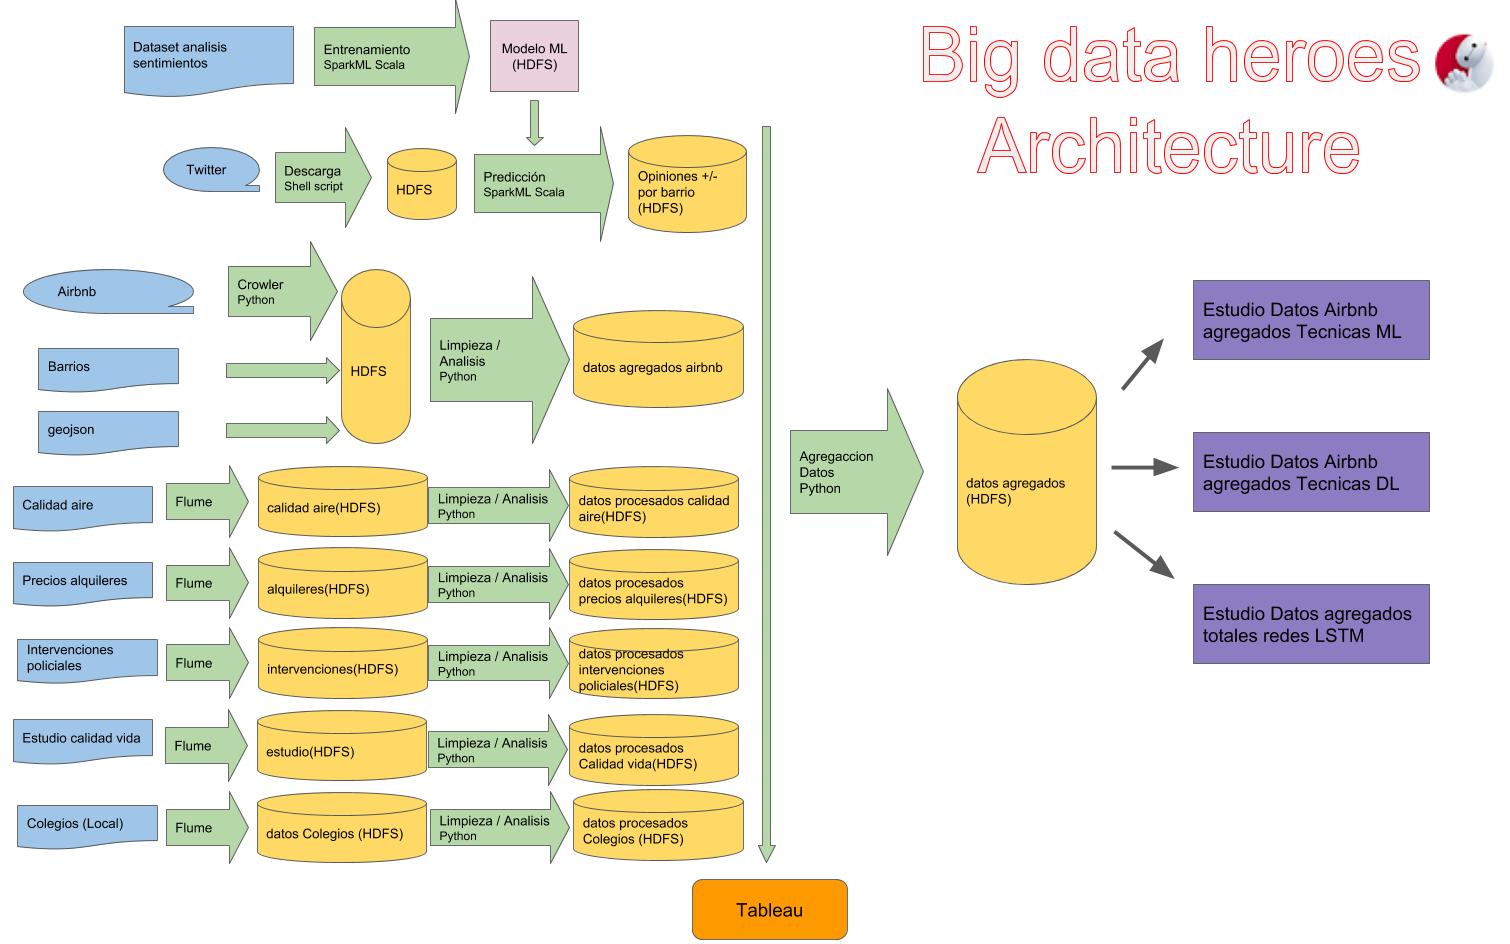 Big data heroes
Architecture
Dataset analisis
sentimientos
Entrenamiento
SparkML Scala
Modelo ML
(HDFS)
Twitter
Descarga
Shell script
HDFS
Predicción
SparkML Scala
Opiniones +/-
por barrio
(HDFS)
Airbnb
Crowler
Python
Barrios
geojson
HDFS
Limpieza /
Analisis
Python
datos agregados airbnb
Calidad aire
Flume
calidad aire(HDFS)
Limpieza / Analisis
Python
datos procesados calidad
aire(HDFS)
Precios alquileres
Flume
alquileres(HDFS)
Limpieza / Analisis
Python
datos procesados
precios alquileres(HDFS)
Intervenciones
policiales
Flume
intervenciones(HDFS)
Limpieza / Analisis
Python
datos procesados
intervenciones
policiales(HDFS)
Estudio calidad vida
Flume
estudio(HDFS)
Limpieza / Analisis
Python
datos procesados
Calidad vida(HDFS)
Colegios (Local)
Flume
datos Colegios (HDFS)
Limpieza / Analisis
Python
datos procesados
Colegios (HDFS)
Agregaccion
Datos
Python
datos agregados
(HDFS)
Estudio Datos Airbnb
agregados Tecnicas ML
Estudio Datos Airbnb
agregados Tecnicas DL
Estudio Datos agregados
totales redes LSTM
Tableau